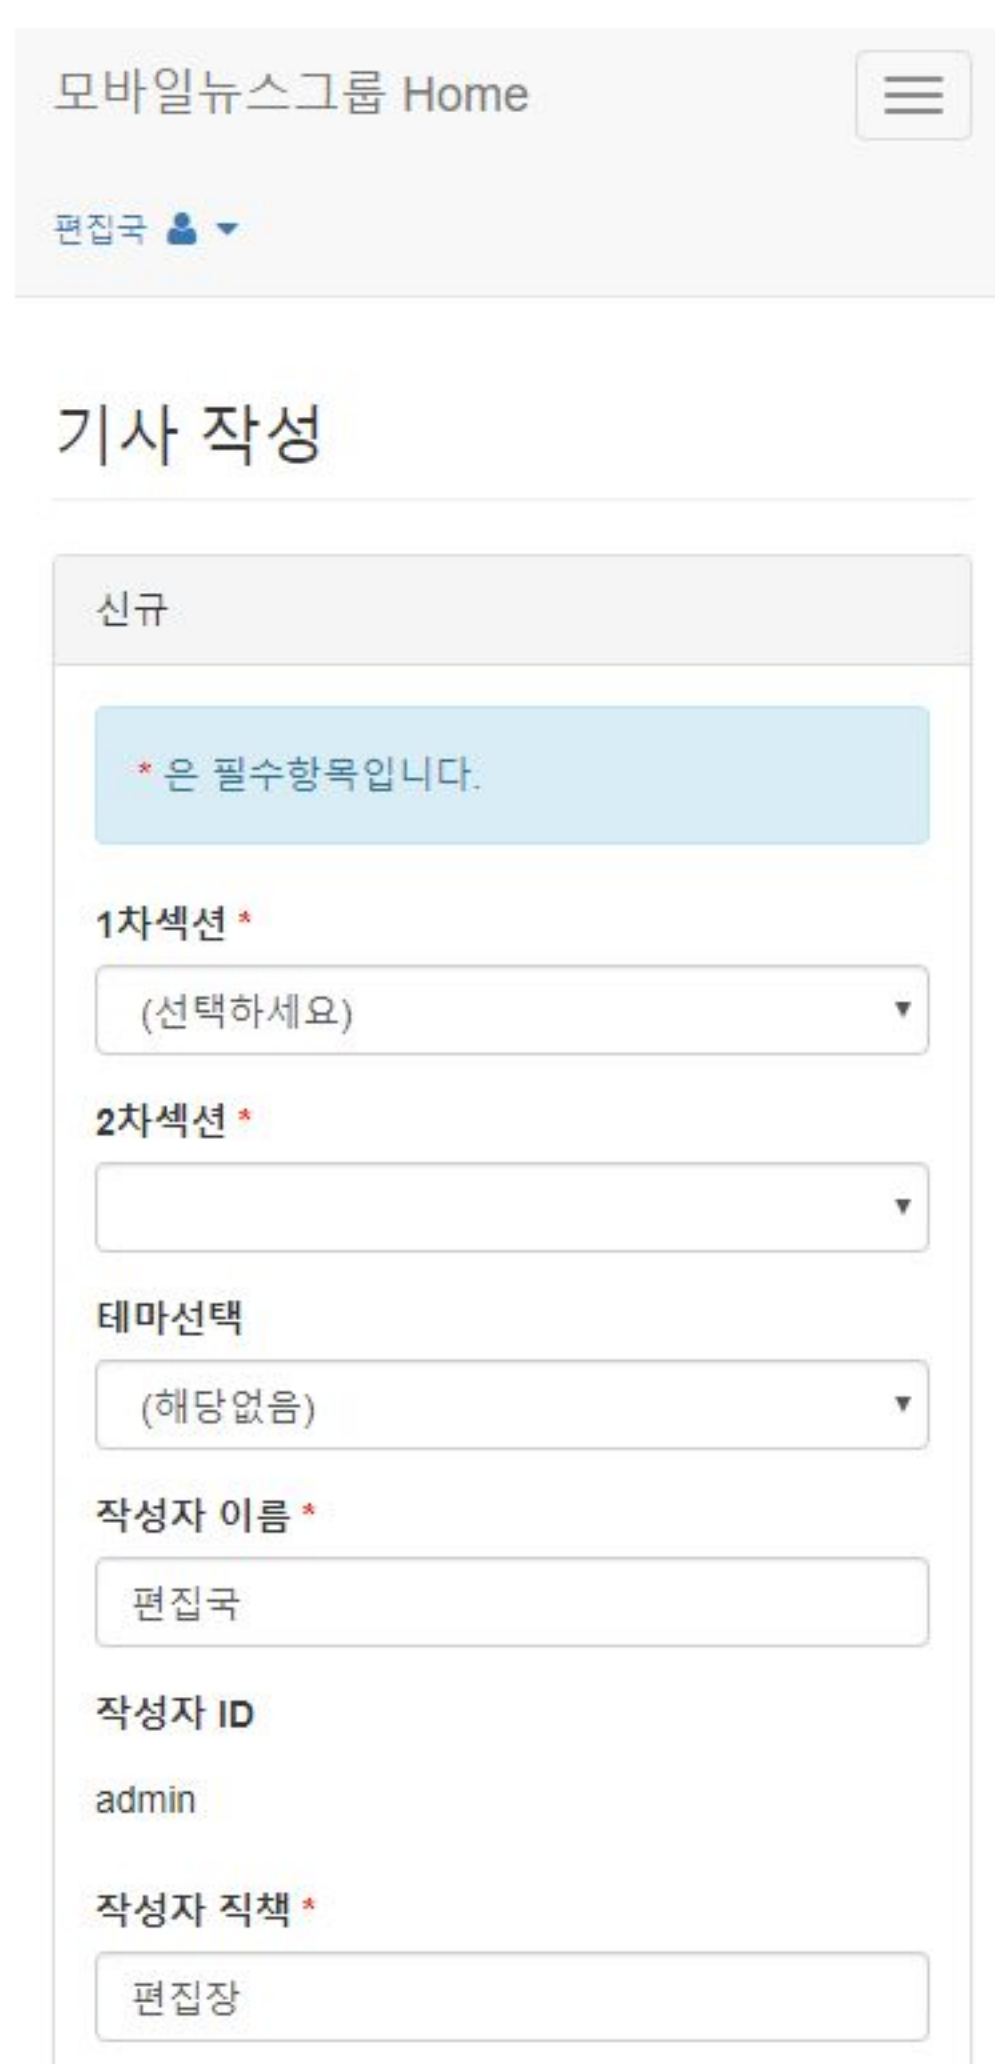 모바일뉴스그룹 Home
편집국
기사 작성
신규
* 은 필수항목입니다.
1차섹션 *
(선택하세요)
2차섹션 *
테마선택
(해당없음)
작성자 이름 *
편집국
작성자 ID
admin
작성자 직책 *
편집장